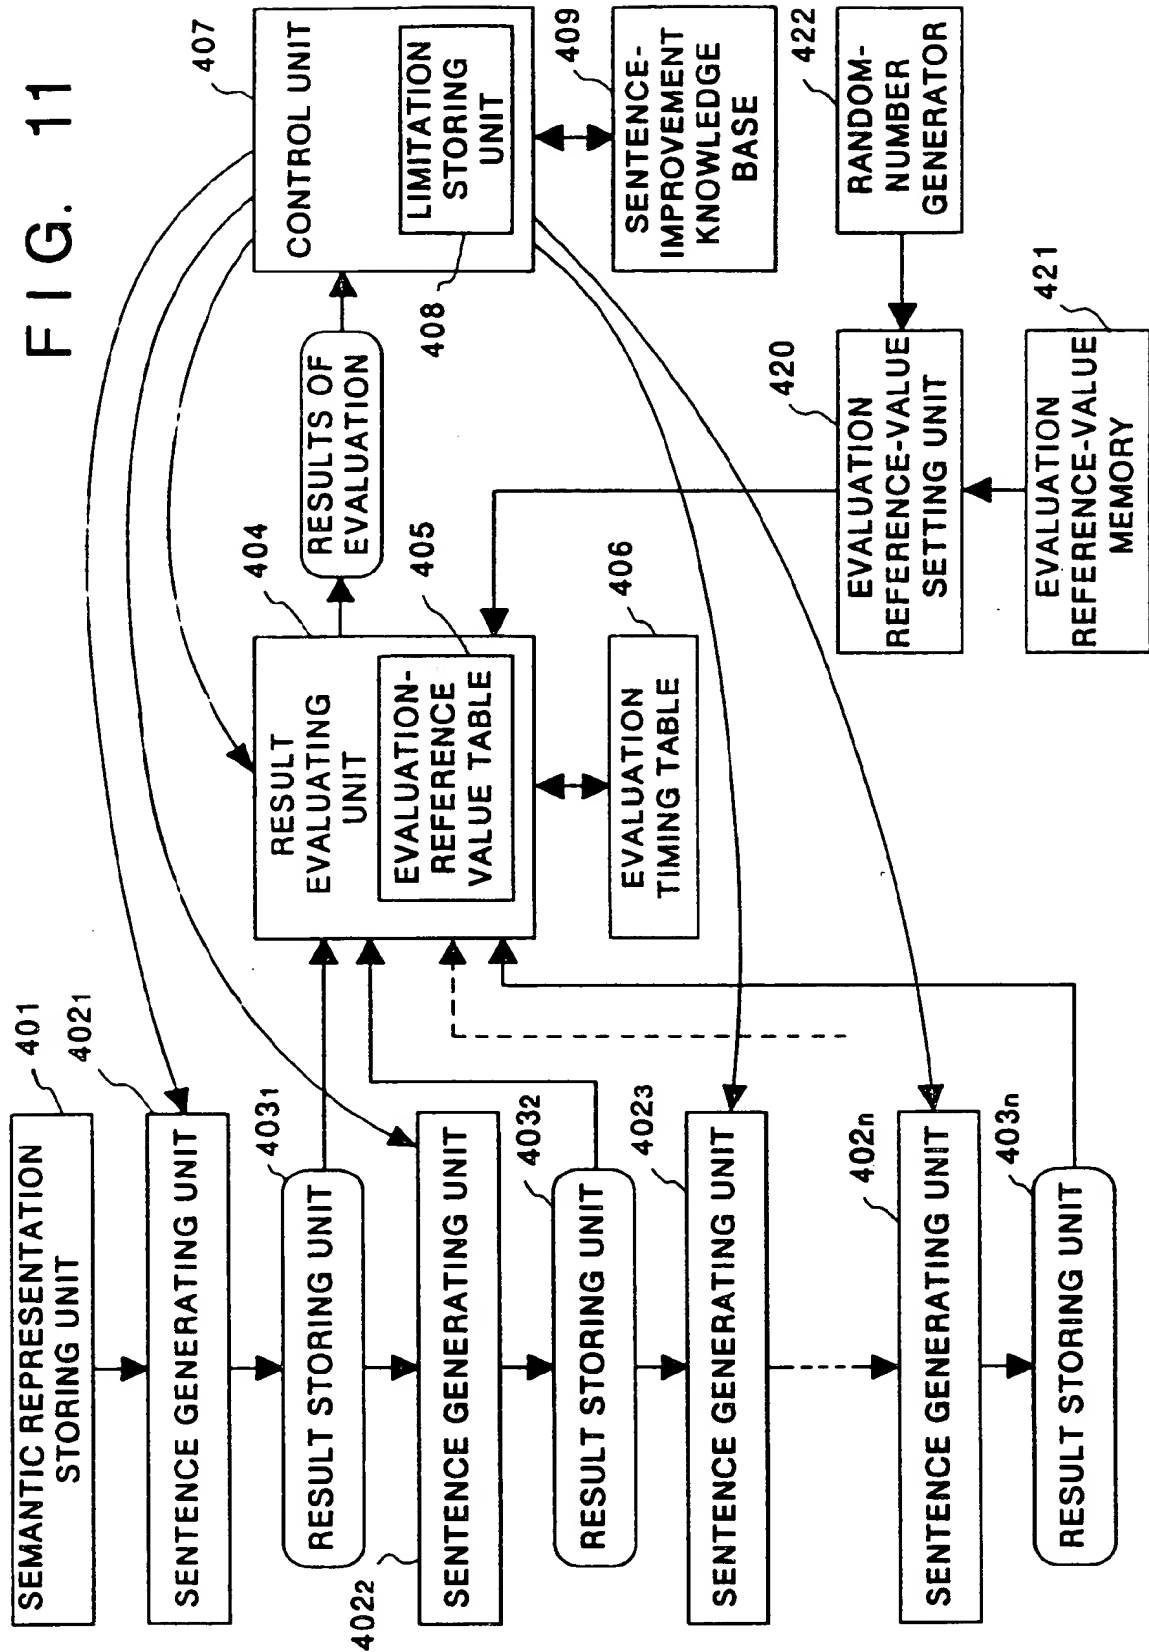 FIG. 11
SEMANTIC REPRESENTATION
STORING UNIT
401
SENTENCE GENERATING UNIT
4021
RESULT STORING UNIT
4031
SENTENCE GENERATING UNIT
4022
RESULT STORING UNIT
4032
SENTENCE GENERATING UNIT
4023
SENTENCE GENERATING UNIT
402n
RESULT STORING UNIT
403n
RESULT
EVALUATING
UNIT
404
EVALUATION-
REFERENCE
VALUE TABLE
405
EVALUATION
TIMING TABLE
406
RESULTS OF
EVALUATION
CONTROL UNIT
407
LIMITATION
STORING
UNIT
408
SENTENCE-
IMPROVEMENT
KNOWLEDGE
BASE
409
EVALUATION
REFERENCE-VALUE
SETTING UNIT
420
EVALUATION
REFERENCE-VALUE
MEMORY
421
RANDOM-
NUMBER
GENERATOR
422